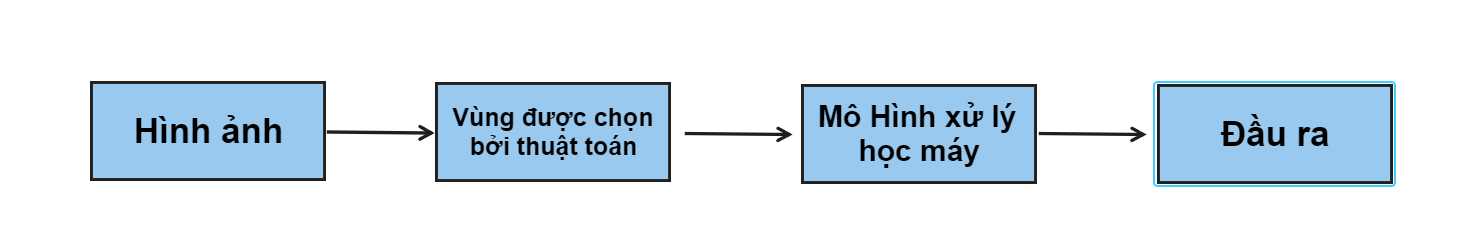 Hình ảnh
Vùng được chọn
bởi thuật toán
Mô Hình xử lý
học máy
Đầu ra